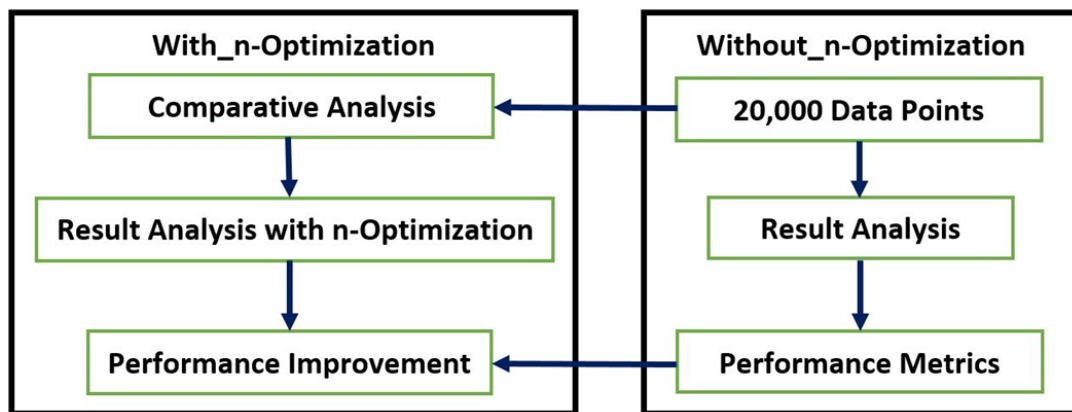 With_n-Optimization
Comparative Analysis
Result Analysis with n-Optimization
Performance Improvement
Without_n-Optimization
20,000 Data Points
Result Analysis
Performance Metrics